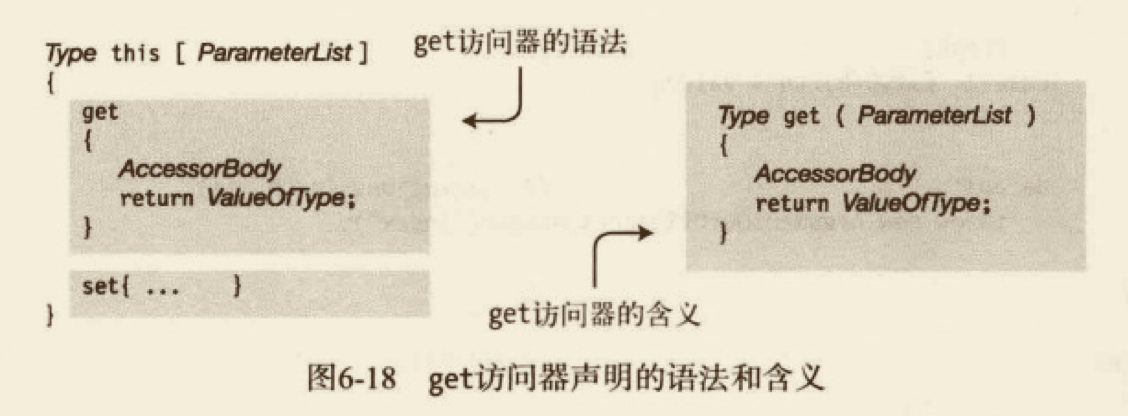 Type this [ ParameterList ]
{
get
{
AccessorBody
return ValueOfType;
}
set{ ... }
}
get访问器的语法
Type get ( ParameterList )
{
AccessorBody
return ValueOfType;
}
get访问器的含义
图6-18 get访问器声明的语法和含义